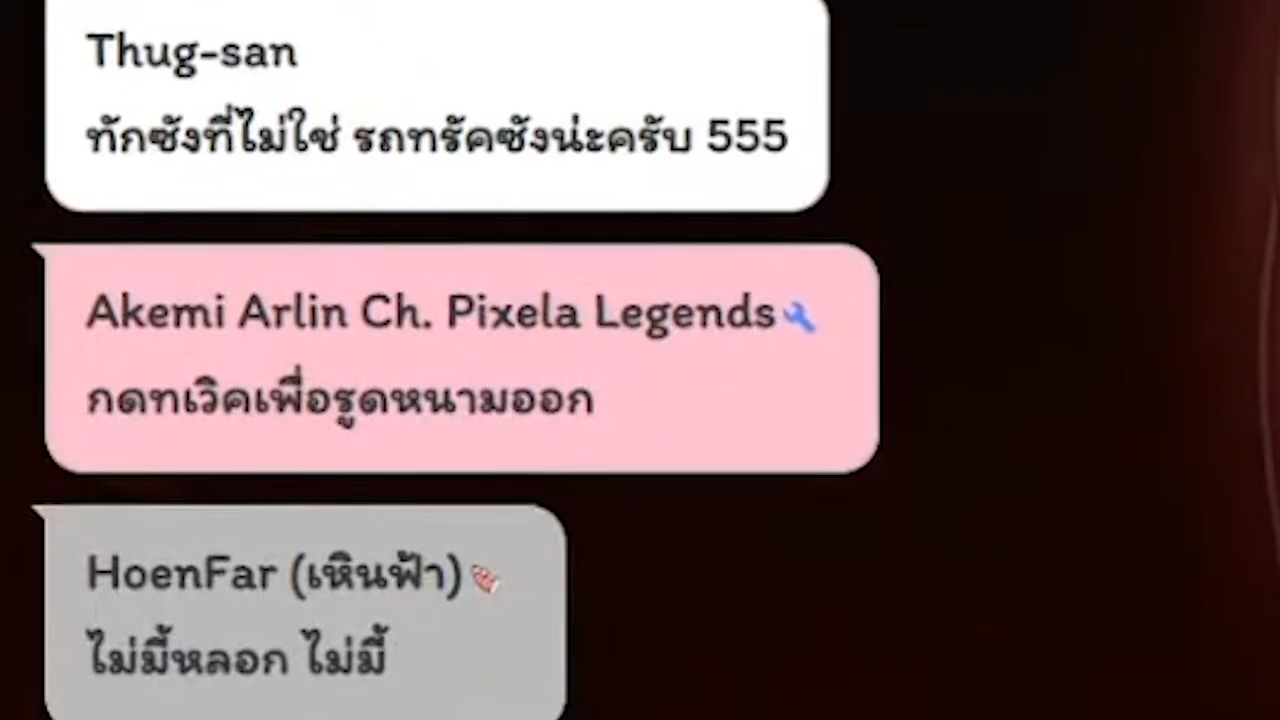 Thug-san
ทักซังที่ไม่ใช่ รถทรัคซังน่ะครับ 555
Akemi Arlin Ch. Pixela Legends
กดทเวิคเพื่อรูดหนามออก
HoenFar (เหินฟ้า)
ไม่มี้หลอก ไม่มี้